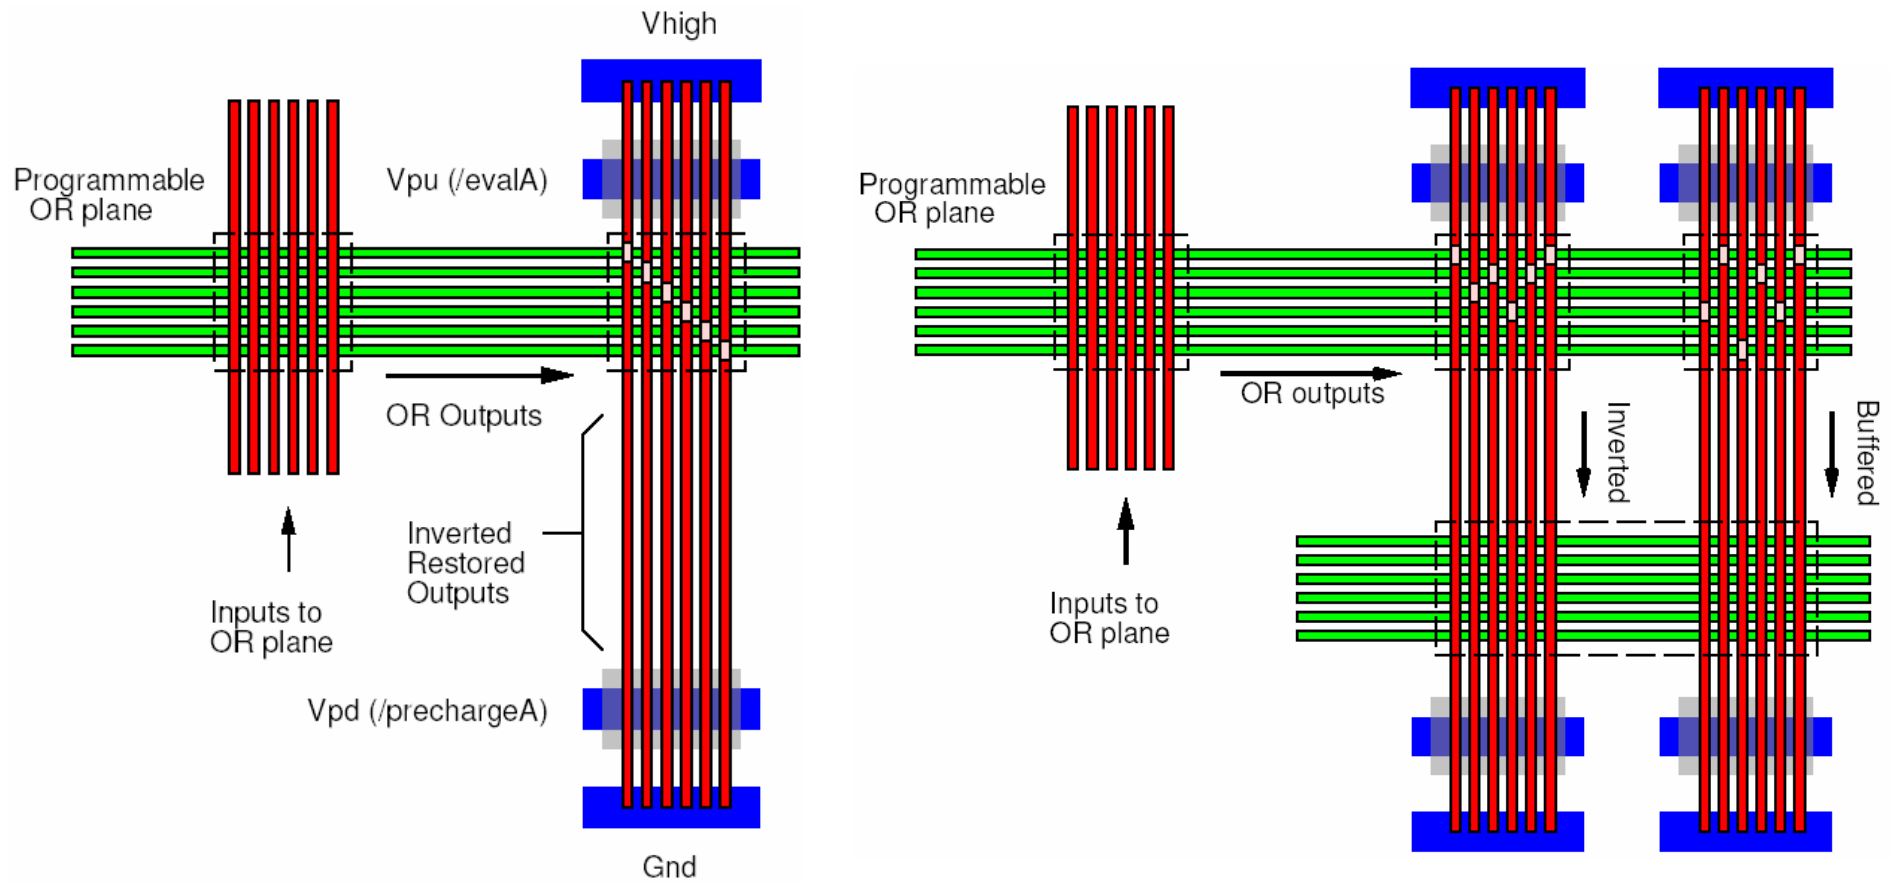 Vhigh
Programmable
OR plane
Vpu (/evalA)
OR Outputs
Inverted
Restored
Outputs
Inputs to
OR plane
Vpd (/prechargeA)
Gnd
Programmable
OR plane
OR outputs
Inverted
Buffered
Inputs to
OR plane